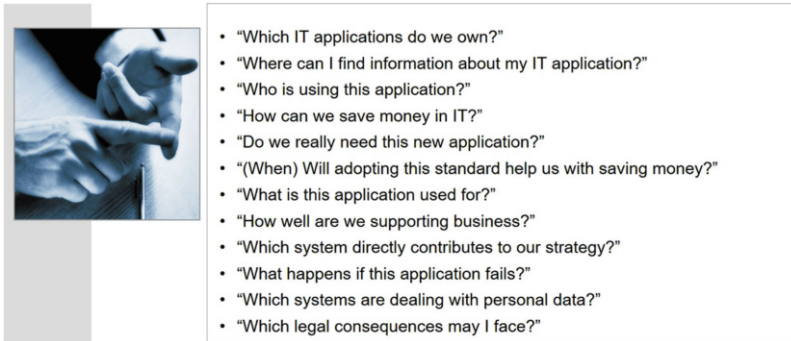 • “Which IT applications do we own?”
• “Where can I find information about my IT application?”
• “Who is using this application?”
• “How can we save money in IT?”
• “Do we really need this new application?”
• “(When) Will adopting this standard help us with saving money?”
• “What is this application used for?”
• “How well are we supporting business?”
• “Which system directly contributes to our strategy?”
• “What happens if this application fails?”
• “Which systems are dealing with personal data?”
• “Which legal consequences may I face?”